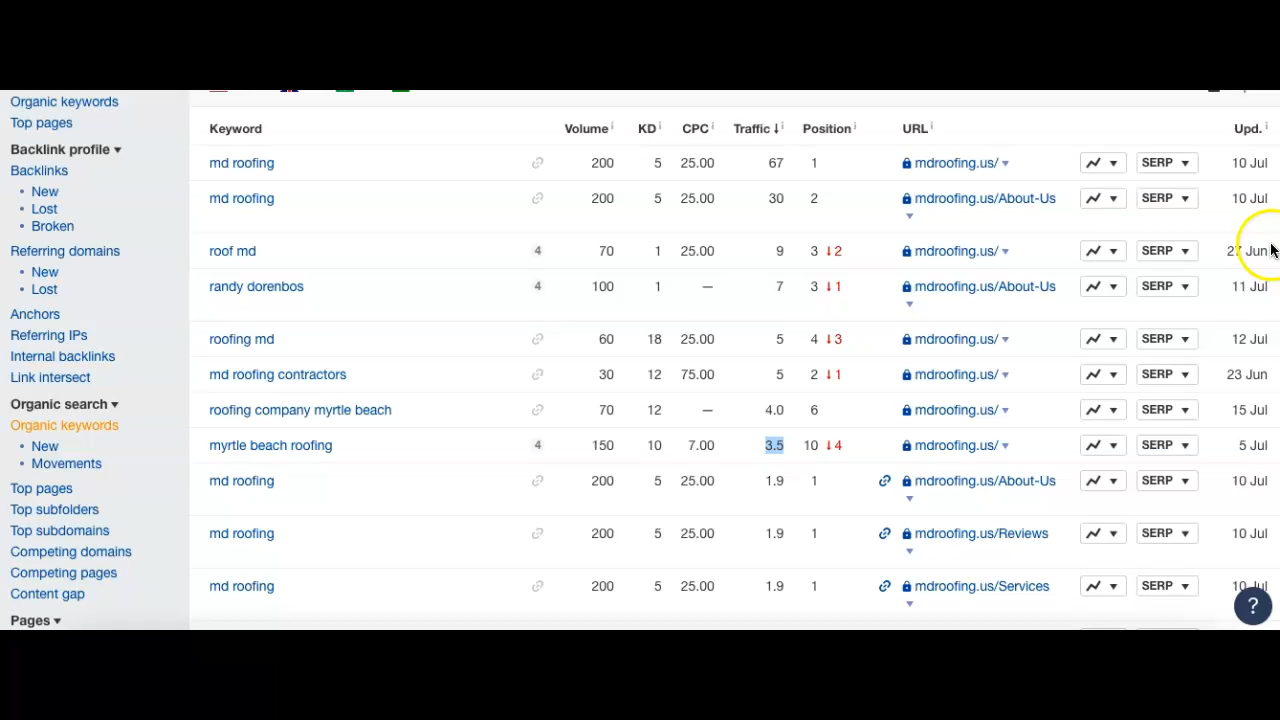 Organic keywords
Top pages
Backlink profile
Backlinks
New
Lost
Broken
Referring domains
New
Lost
Anchors
Referring IPs
Internal backlinks
Link intersect
Organic search
Organic keywords
New
Movements
Top pages
Top subfolders
Top subdomains
Competing domains
Competing pages
Content gap
Pages
Keyword Volume i KD i CPC i Traffic ↓ i Position i URL i Upd. i
md roofing 200 5 25.00 67 1 mdroofing.us/ SERP 10 Jul
md roofing 200 5 25.00 30 2 mdroofing.us/About-Us SERP 10 Jul
roof md 4 70 1 25.00 9 3 ↓2 mdroofing.us/ SERP 27 Jun
randy dorenbos 4 100 1 — 7 3 ↓1 mdroofing.us/About-Us SERP 11 Jul
roofing md 60 18 25.00 5 4 ↓3 mdroofing.us/ SERP 12 Jul
md roofing contractors 30 12 75.00 5 2 ↓1 mdroofing.us/ SERP 23 Jun
roofing company myrtle beach 70 12 — 4.0 6 mdroofing.us/ SERP 15 Jul
myrtle beach roofing 4 150 10 7.00 3.5 10 ↓4 mdroofing.us/ SERP 5 Jul
md roofing 200 5 25.00 1.9 1 mdroofing.us/About-Us SERP 10 Jul
md roofing 200 5 25.00 1.9 1 mdroofing.us/Reviews SERP 10 Jul
md roofing 200 5 25.00 1.9 1 mdroofing.us/Services SERP 10 Jul
?